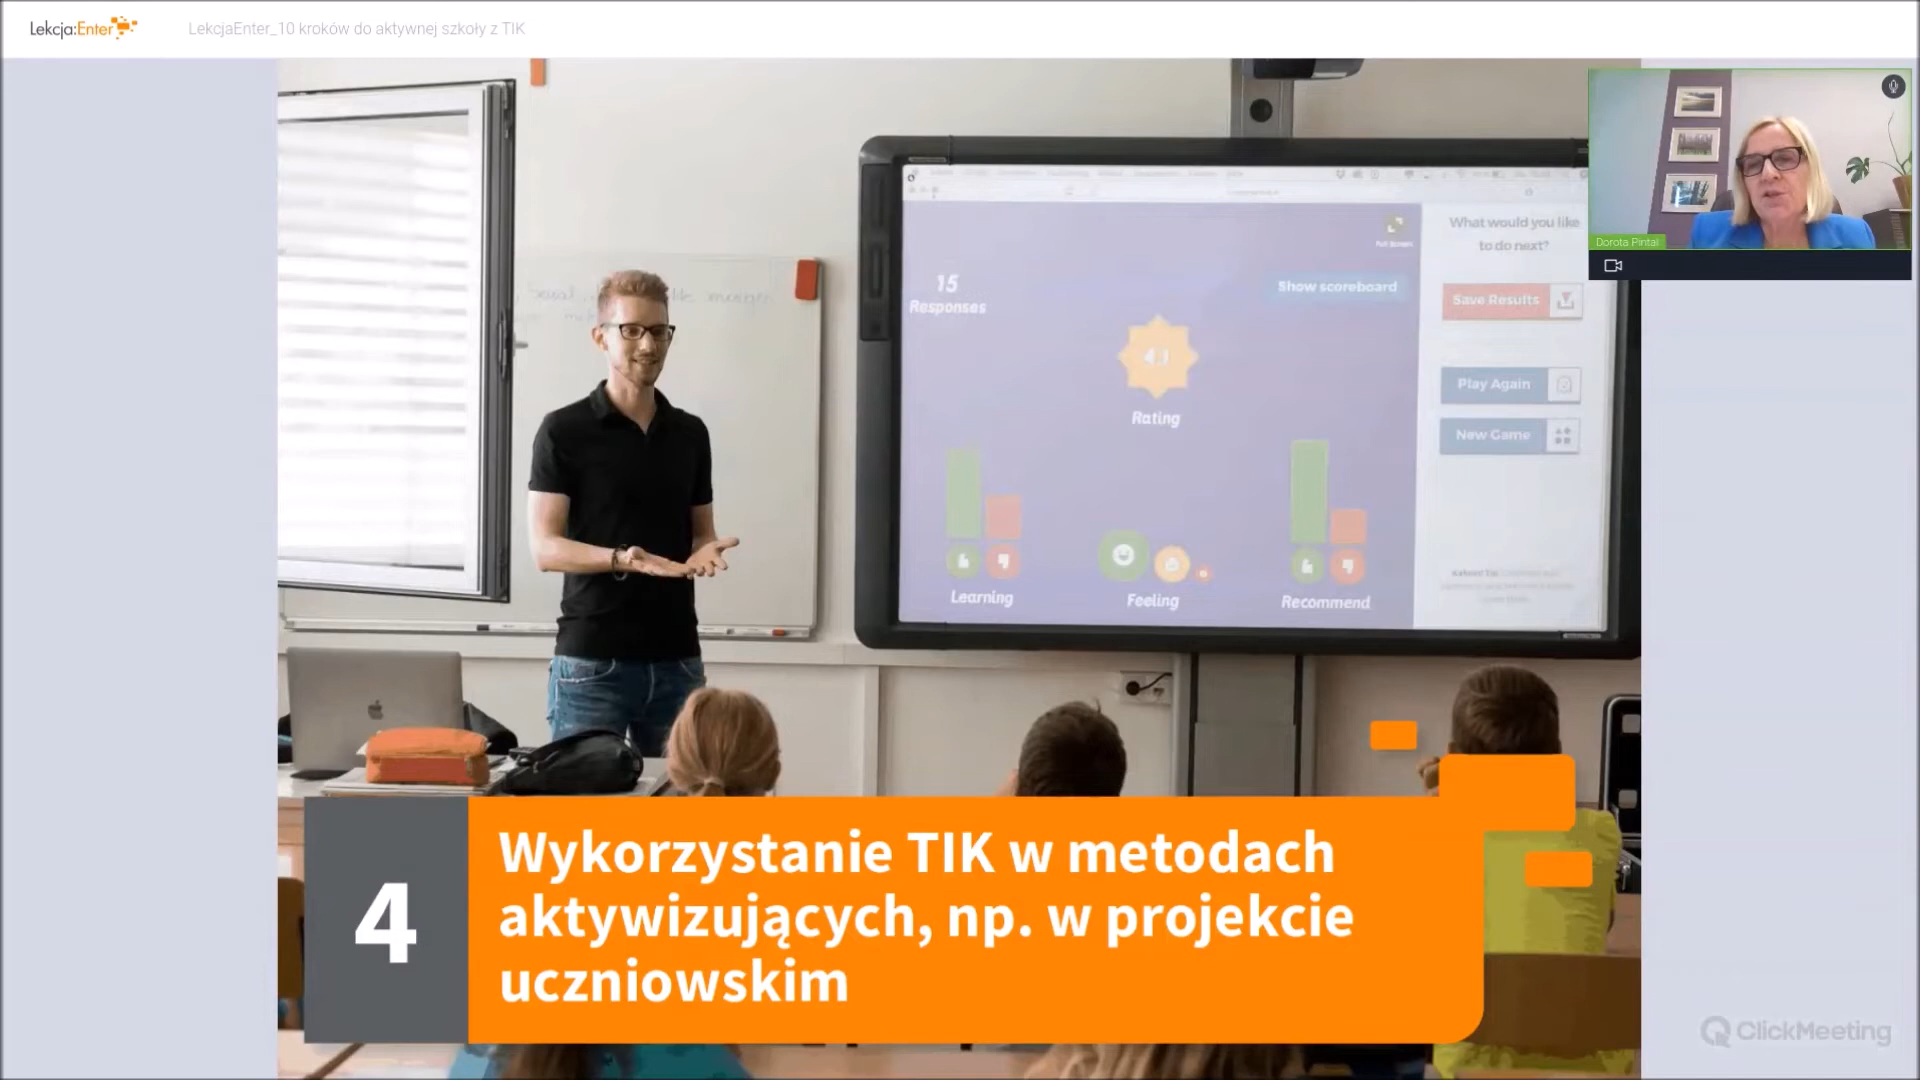 Lekcja:Enter
LekcjaEnter_10 kroków do aktywnej szkoły z TIK
Dorota Pintal
What would you like
to do next?
Full Screen
15
Responses
Show scoreboard
Save Results
Rating
Play Again
New Game
Learning
Feeling
Recommend
4
Wykorzystanie TIK w metodach
aktywizujących, np. w projekcie
uczniowskim
ClickMeeting